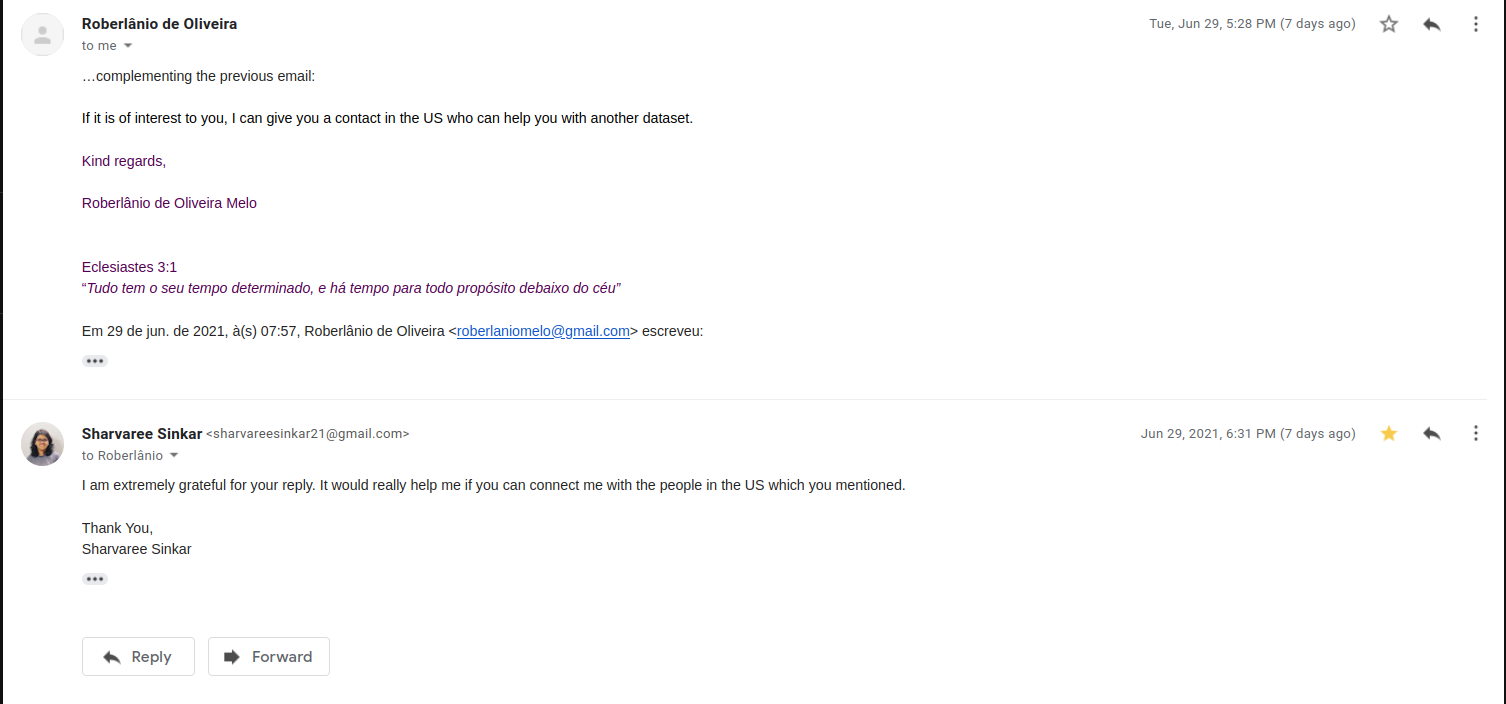 Roberlânio de Oliveira
Tue, Jun 29, 5:28 PM (7 days ago)
to me
…complementing the previous email:
If it is of interest to you, I can give you a contact in the US who can help you with another dataset.
Kind regards,
Roberlânio de Oliveira Melo
Eclesiastes 3:1
“Tudo tem o seu tempo determinado, e há tempo para todo propósito debaixo do céu”
Em 29 de jun. de 2021, à(s) 07:57, Roberlânio de Oliveira <roberlaniomelo@gmail.com> escreveu:
Sharvaree Sinkar <sharvareesinkar21@gmail.com>
Jun 29, 2021, 6:31 PM (7 days ago)
to Roberlânio
I am extremely grateful for your reply. It would really help me if you can connect me with the people in the US which you mentioned.
Thank You,
Sharvaree Sinkar
Reply
Forward